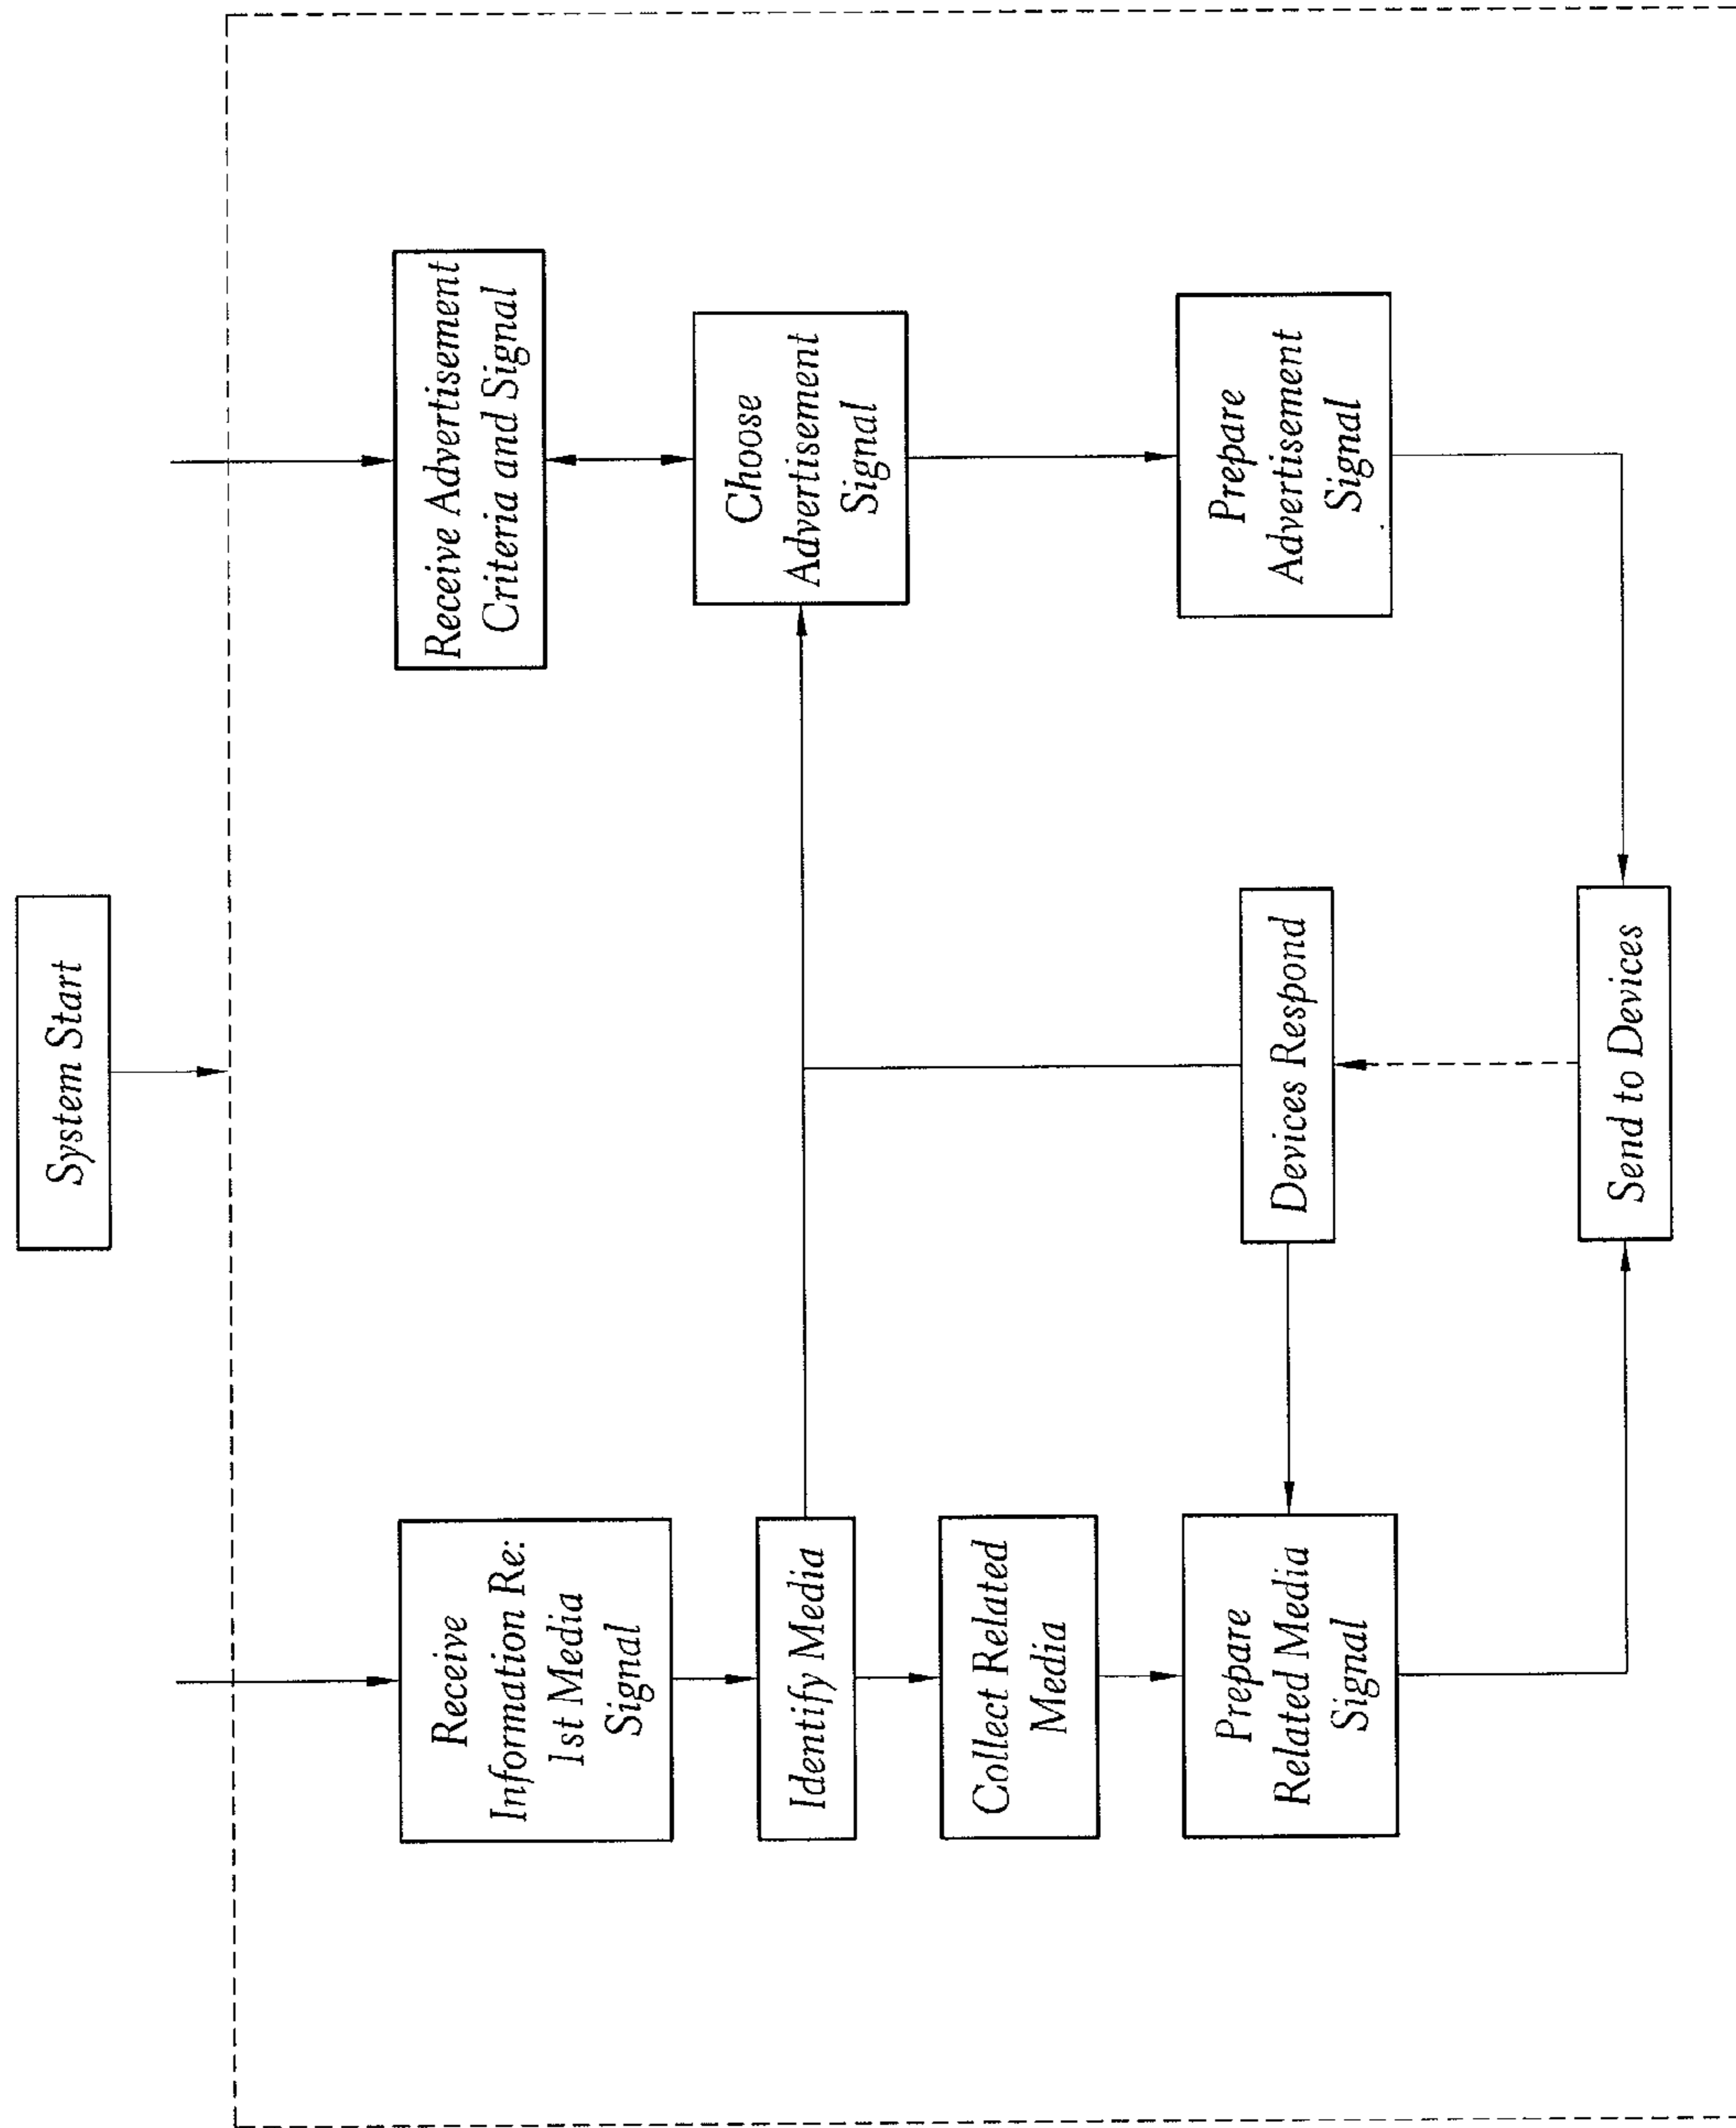 System Start
Receive
Information Re:
1st Media
Signal
Receive Advertisement
Criteria and Signal
Identify Media
Choose
Advertisement
Signal
Collect Related
Media
Prepare
Related Media
Signal
Devices Respond
Prepare
Advertisement
Signal
Send to Devices